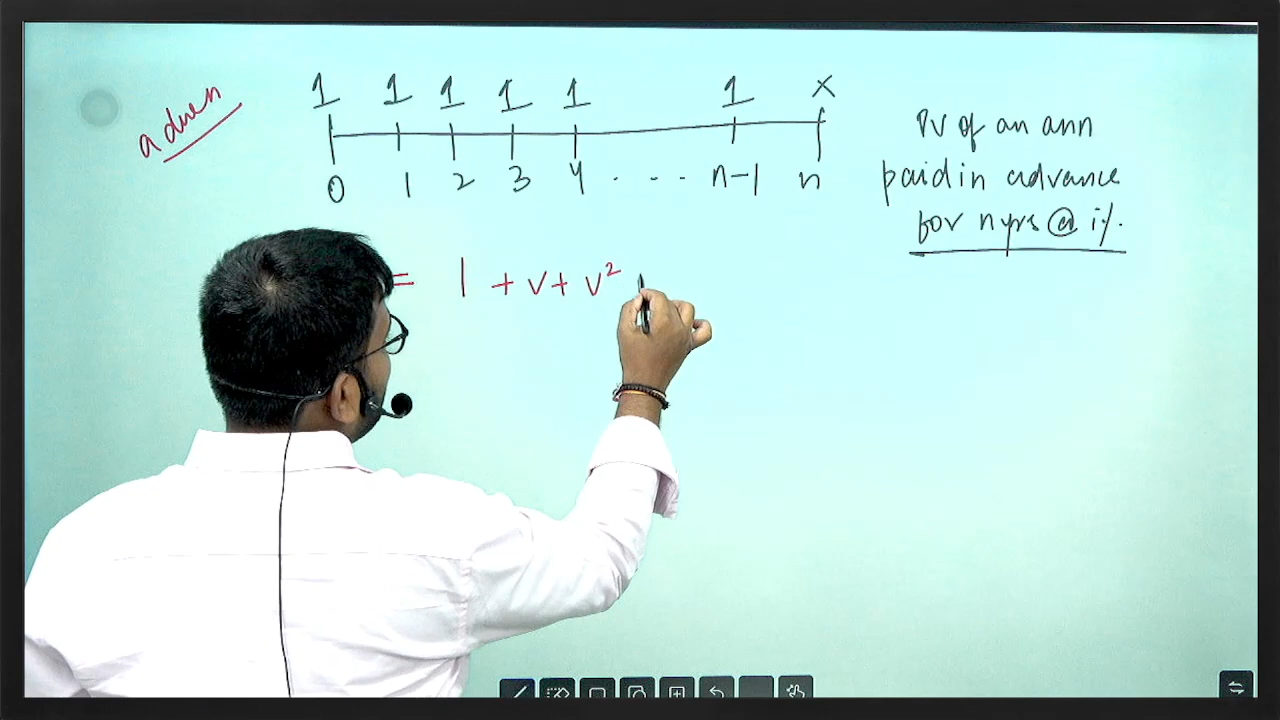 1 1 1 1 1 1 x
0 1 2 3 4 . . . . n-1 n
PV of an ann
paid in advance
for n yrs @ i%.
= 1 + v + v²